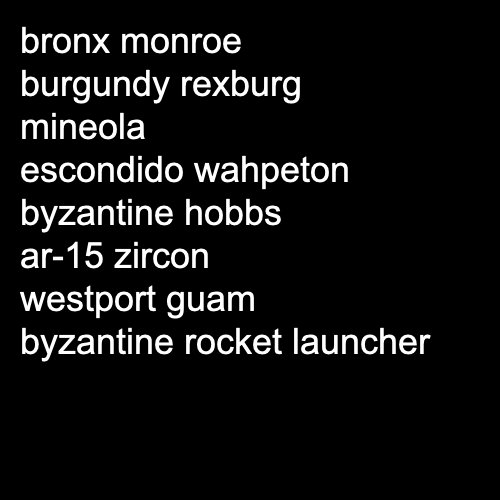 bronx monroe
burgundy rexburg
mineola
escondido wahpeton
byzantine hobbs
ar-15 zircon
westport guam
byzantine rocket launcher